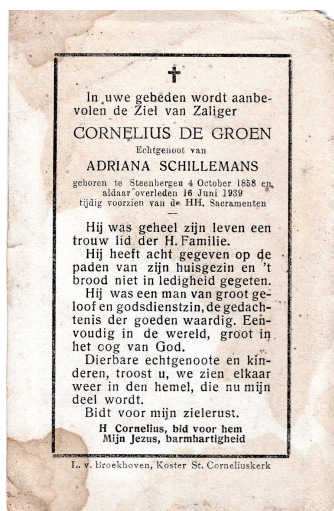 In uwe gebeden wordt aanbe-
volen de Ziel van Zaliger
CORNELIUS DE GROEN
Echtgenoot van
ADRIANA SCHILLEMANS
geboren te Steenbergen 4 October 1858 en
aldaar overleden 16 Juni 1939
tijdig voorzien van de HH. Sacramenten
Hij was geheel zijn leven een
trouw lid der H. Familie.
Hij heeft acht gegeven op de
paden van zijn huisgezin en 't
brood niet in ledigheid gegeten.
Hij was een man van groot ge-
loof en godsdienstzin, de gedach-
tenis der goeden waardig. Een-
voudig in de wereld, groot in
het oog van God.
Dierbare echtgenoote en kin-
deren, troost u, we zien elkaar
weer in den hemel, die nu mijn
deel wordt.
Bidt voor mijn zielerust.
H Cornelius, bid voor hem
Mijn Jezus, barmhartigheid
L. v. Broekhoven, Koster St. Corneliuskerk